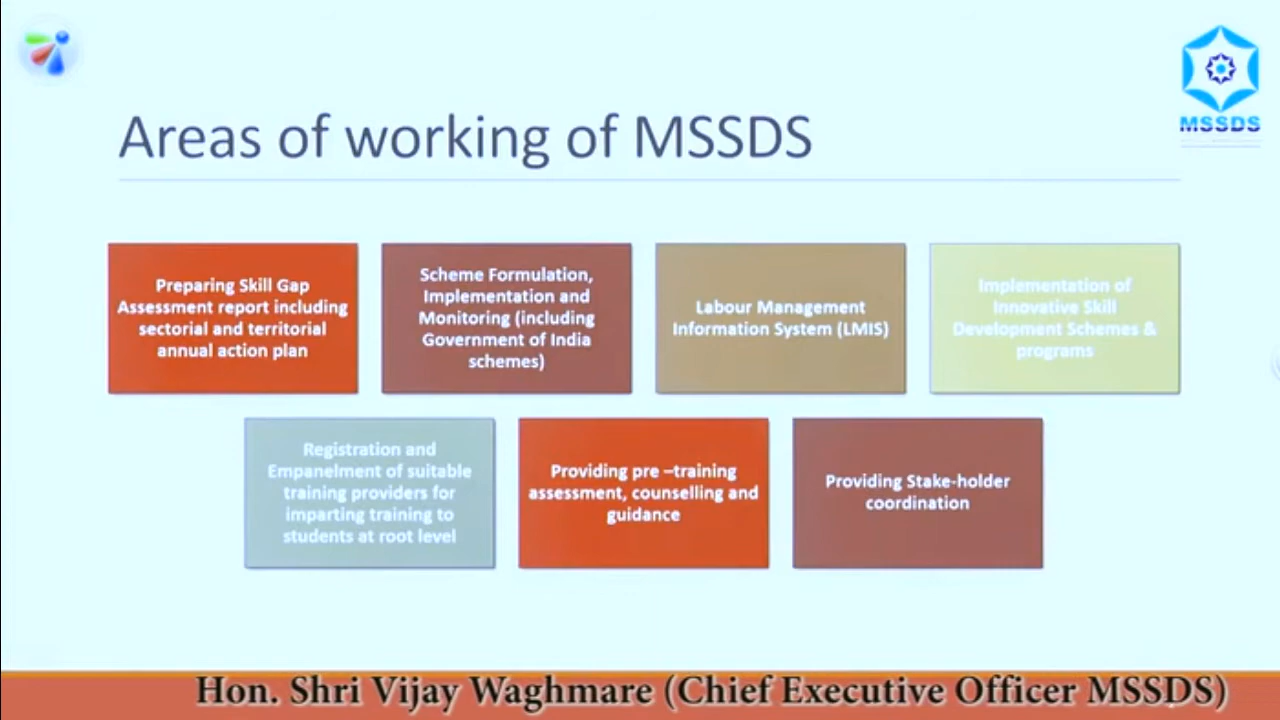 MSSDS
Areas of working of MSSDS
Preparing Skill Gap
Assessment report including
sectorial and territorial
annual action plan
Scheme Formulation,
Implementation and
Monitoring (including
Government of India
schemes)
Labour Management
Information System (LMIS)
Implementation of
Innovative Skill
Development Schemes &
programs
Registration and
Empanelment of suitable
training providers for
imparting training to
students at root level
Providing pre –training
assessment, counselling and
guidance
Providing Stake-holder
coordination
Hon. Shri Vijay Waghmare (Chief Executive Officer MSSDS)